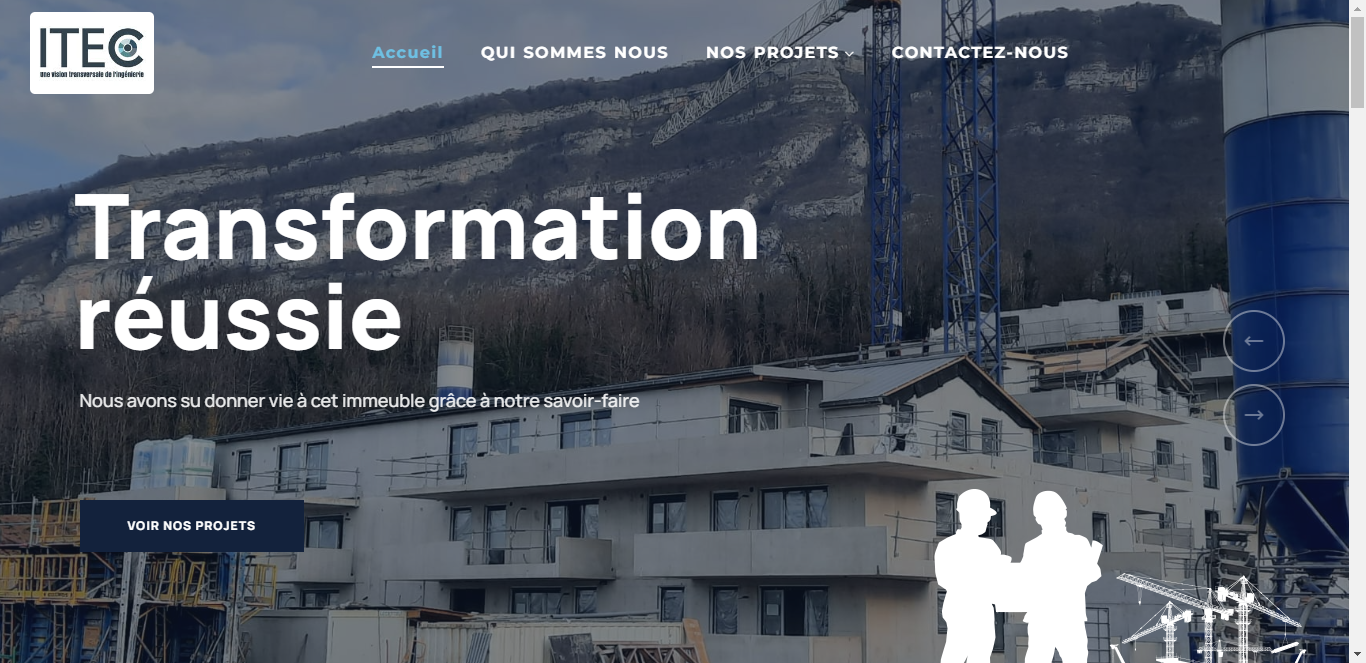 ITEC
une vision transversale de l'ingénierie
Accueil
QUI SOMMES NOUS
NOS PROJETS
CONTACTEZ-NOUS
Transformation
réussie
Nous avons su donner vie à cet immeuble grâce à notre savoir-faire
VOIR NOS PROJETS